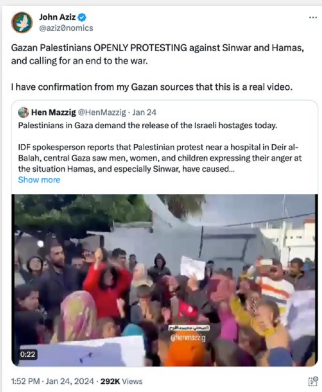 John Aziz
@aziz0nomics
Gazan Palestinians OPENLY PROTESTING against Sinwar and Hamas,
and calling for an end to the war.
I have confirmation from my Gazan sources that this is a real video.
Hen Mazzig @HenMazzig · Jan 24
Palestinians in Gaza demand the release of the Israeli hostages today.
IDF spokesperson reports that Palestinian protest near a hospital in Deir al-
Balah, central Gaza saw men, women, and children expressing their anger at
the situation Hamas, and especially Sinwar, have caused...
Show more
@henmazzig
0:22
1:52 PM · Jan 24, 2024 · 292K Views